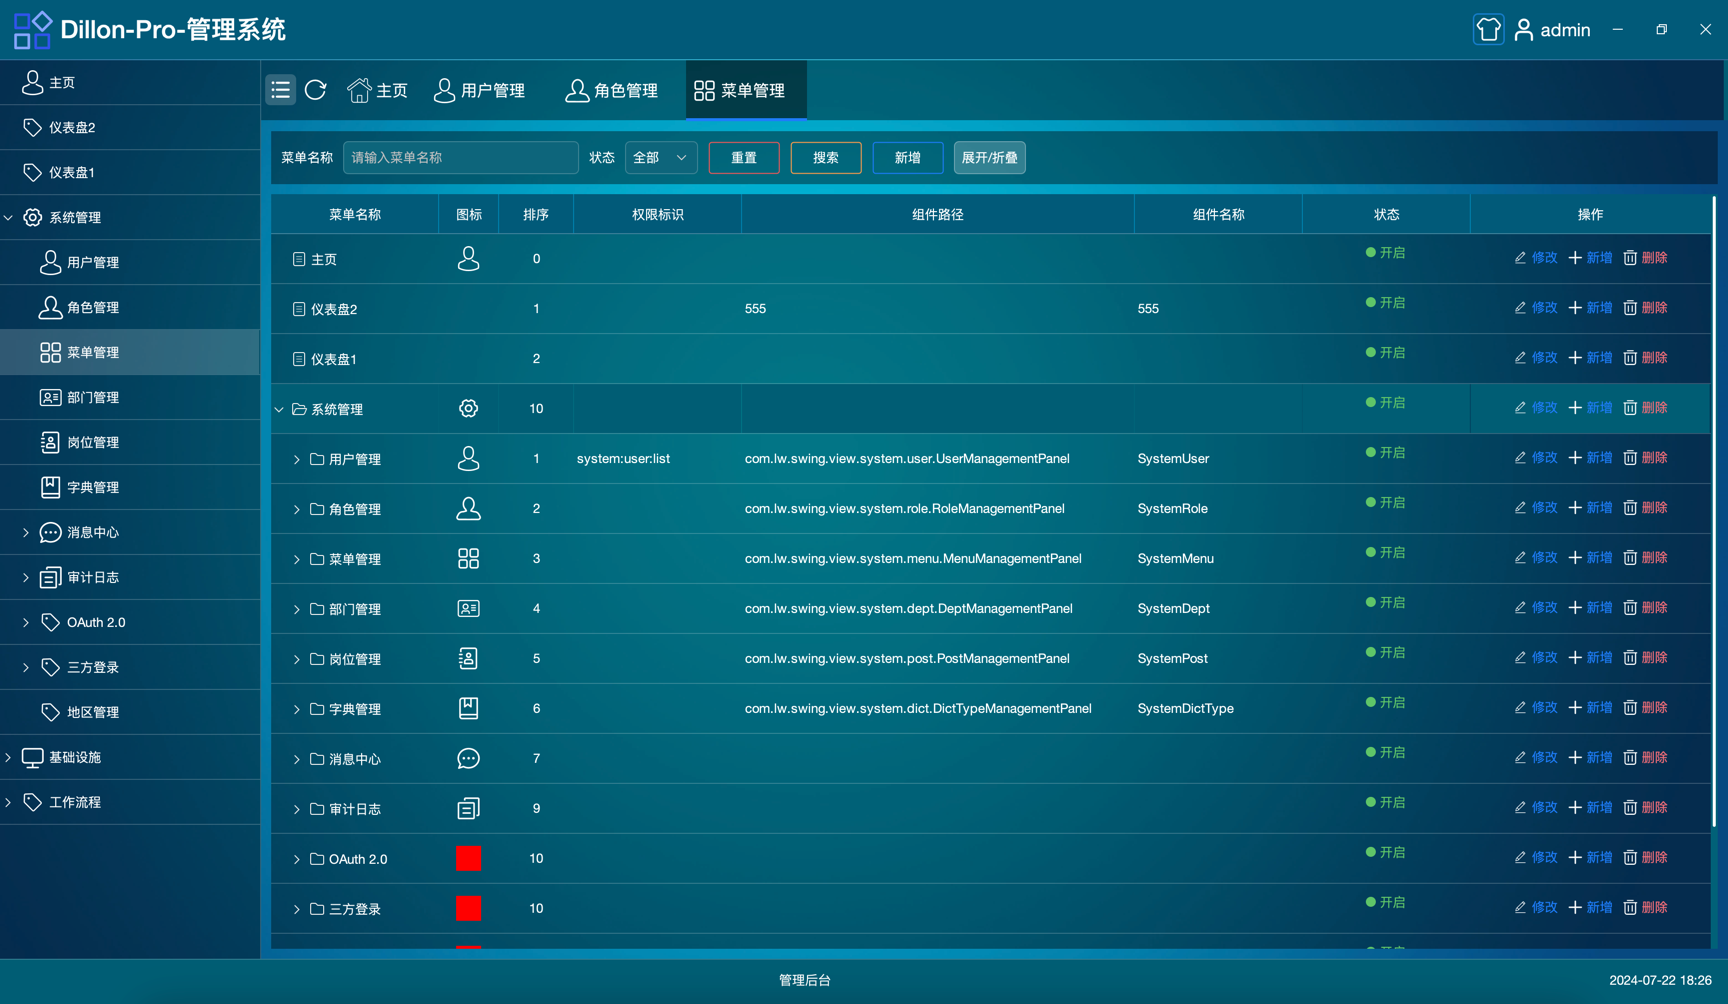 Dillon-Pro-管理系统
admin
主页
仪表盘2
仪表盘1
系统管理
用户管理
角色管理
菜单管理
部门管理
岗位管理
字典管理
消息中心
审计日志
OAuth 2.0
三方登录
地区管理
基础设施
工作流程
主页 用户管理 角色管理 菜单管理
菜单名称 请输入菜单名称 状态 全部 重置 搜索 新增 展开/折叠
菜单名称 图标 排序 权限标识 组件路径 组件名称 状态 操作
主页 0 开启 修改 新增 删除
仪表盘2 1 555 555 开启 修改 新增 删除
仪表盘1 2 开启 修改 新增 删除
系统管理 10 开启 修改 新增 删除
用户管理 1 system:user:list com.lw.swing.view.system.user.UserManagementPanel SystemUser 开启 修改 新增 删除
角色管理 2 com.lw.swing.view.system.role.RoleManagementPanel SystemRole 开启 修改 新增 删除
菜单管理 3 com.lw.swing.view.system.menu.MenuManagementPanel SystemMenu 开启 修改 新增 删除
部门管理 4 com.lw.swing.view.system.dept.DeptManagementPanel SystemDept 开启 修改 新增 删除
岗位管理 5 com.lw.swing.view.system.post.PostManagementPanel SystemPost 开启 修改 新增 删除
字典管理 6 com.lw.swing.view.system.dict.DictTypeManagementPanel SystemDictType 开启 修改 新增 删除
消息中心 7 开启 修改 新增 删除
审计日志 9 开启 修改 新增 删除
OAuth 2.0 10 开启 修改 新增 删除
三方登录 10 开启 修改 新增 删除
管理后台
2024-07-22 18:26